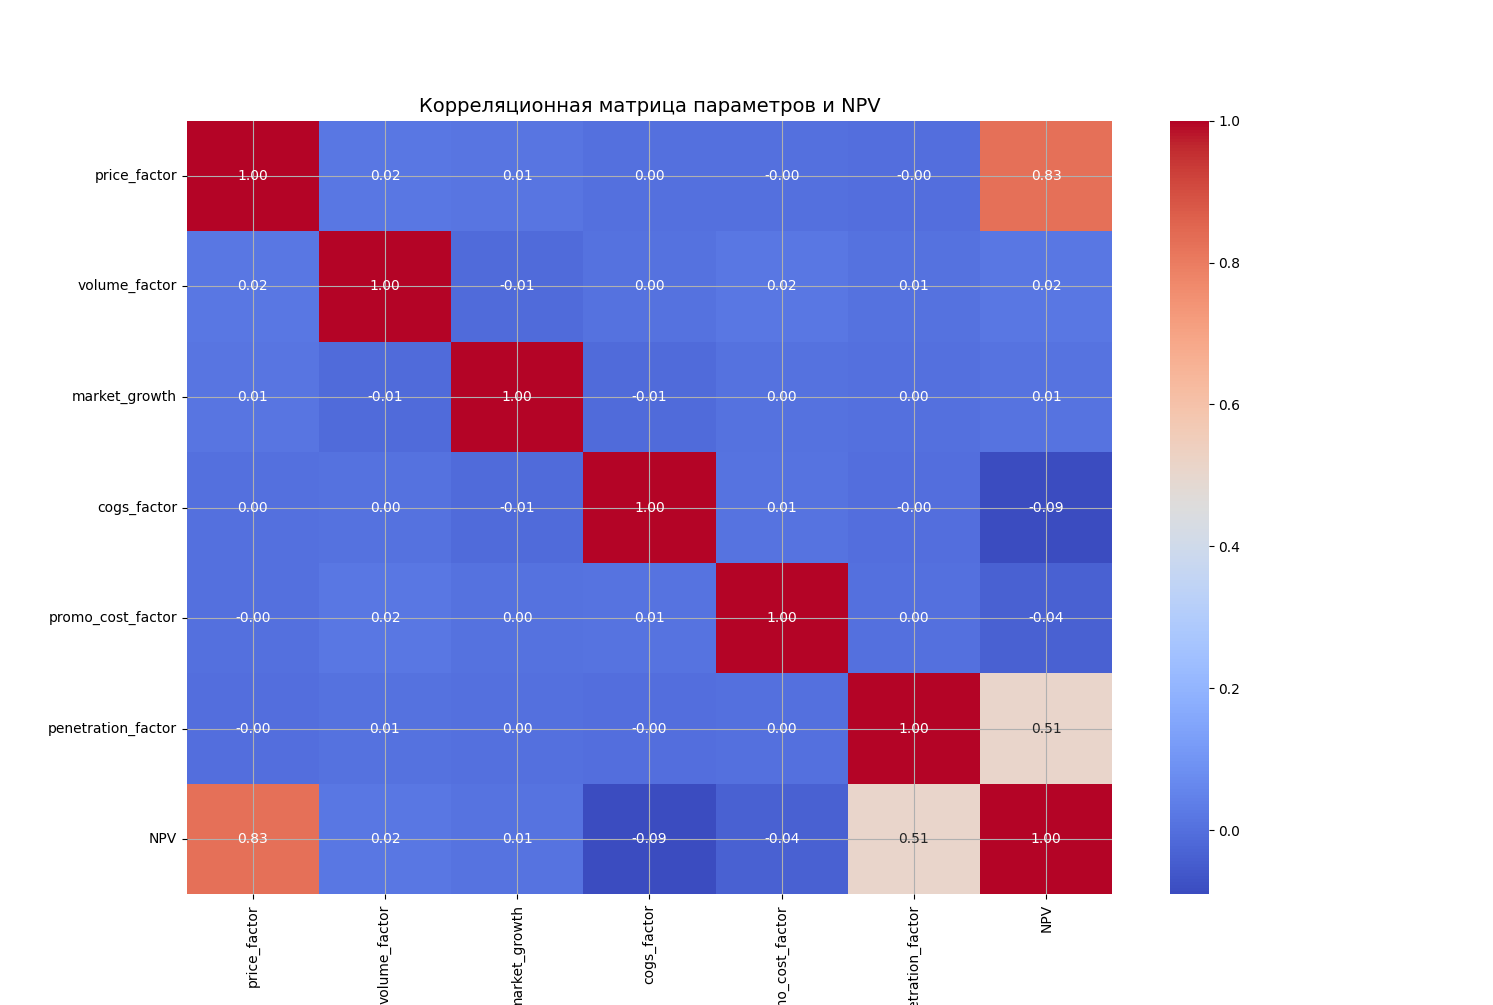 Корреляционная матрица параметров и NPV
price_factor 1.00 0.02 0.01 0.00 -0.00 -0.00 0.83
volume_factor 0.02 1.00 -0.01 0.00 0.02 0.01 0.02
market_growth 0.01 -0.01 1.00 -0.01 0.00 0.00 0.01
cogs_factor 0.00 0.00 -0.01 1.00 0.01 -0.00 -0.09
promo_cost_factor -0.00 0.02 0.00 0.01 1.00 0.00 -0.04
penetration_factor -0.00 0.01 0.00 -0.00 0.00 1.00 0.51
NPV 0.83 0.02 0.01 -0.09 -0.04 0.51 1.00
price_factor
volume_factor
market_growth
cogs_factor
no_cost_factor
etration_factor
NPV
1.0
0.8
0.6
0.4
0.2
0.0